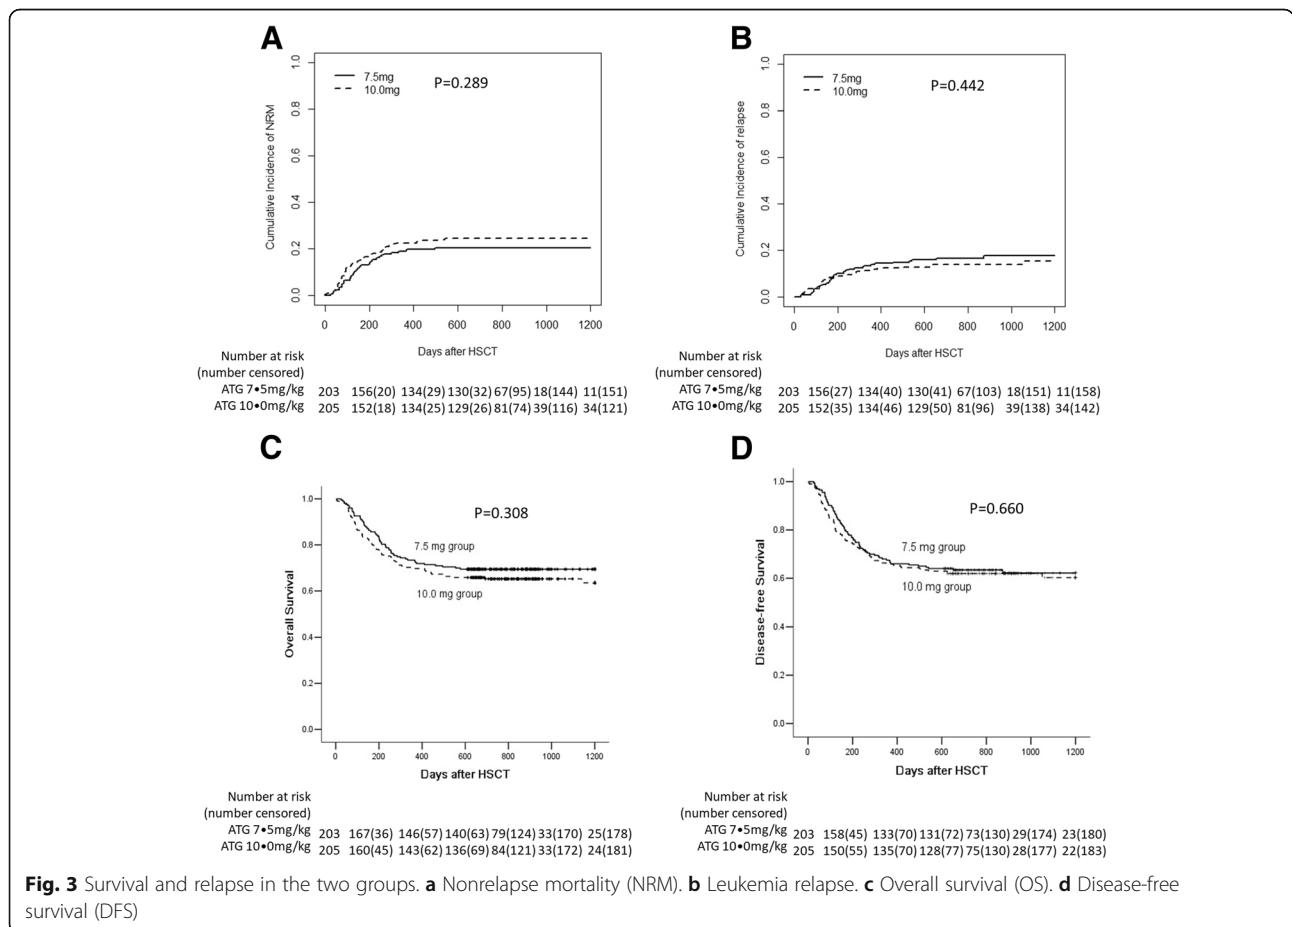 A
1.0
0.8
0.6
0.4
0.2
0.0
Cumulative Incidence of NRM
7.5mg
10.0mg
P=0.289
0 200 400 600 800 1000 1200
Days after HSCT
Number at risk
(number censored)
ATG 7•5mg/kg 203 156(20) 134(29) 130(32) 67(95) 18(144) 11(151)
ATG 10•0mg/kg 205 152(18) 134(25) 129(26) 81(74) 39(116) 34(121)
B
1.0
0.8
0.6
0.4
0.2
0.0
Cumulative Incidence of relapse
7.5mg
10.0mg
P=0.442
0 200 400 600 800 1000 1200
Days after HSCT
Number at risk
(number censored)
ATG 7•5mg/kg 203 156(27) 134(40) 130(41) 67(103) 18(151) 11(158)
ATG 10•0mg/kg 205 152(35) 134(46) 129(50) 81(96) 39(138) 34(142)
C
1.0
0.8
0.6
0.4
0.2
0.0
Overall Survival
P=0.308
7.5 mg group
10.0 mg group
0 200 400 600 800 1000 1200
Days after HSCT
Number at risk
(number censored)
ATG 7•5mg/kg 203 167(36) 146(57) 140(63) 79(124) 33(170) 25(178)
ATG 10•0mg/kg 205 160(45) 143(62) 136(69) 84(121) 33(172) 24(181)
D
1.0
0.8
0.6
0.4
0.2
0.0
Disease-free Survival
P=0.660
7.5 mg group
10.0 mg group
0 200 400 600 800 1000 1200
Days after HSCT
Number at risk
(number censored)
ATG 7•5mg/kg 203 158(45) 133(70) 131(72) 73(130) 29(174) 23(180)
ATG 10•0mg/kg 205 150(55) 135(70) 128(77) 75(130) 28(177) 22(183)
Fig. 3 Survival and relapse in the two groups. a Nonrelapse mortality (NRM). b Leukemia relapse. c Overall survival (OS). d Disease-free
survival (DFS)